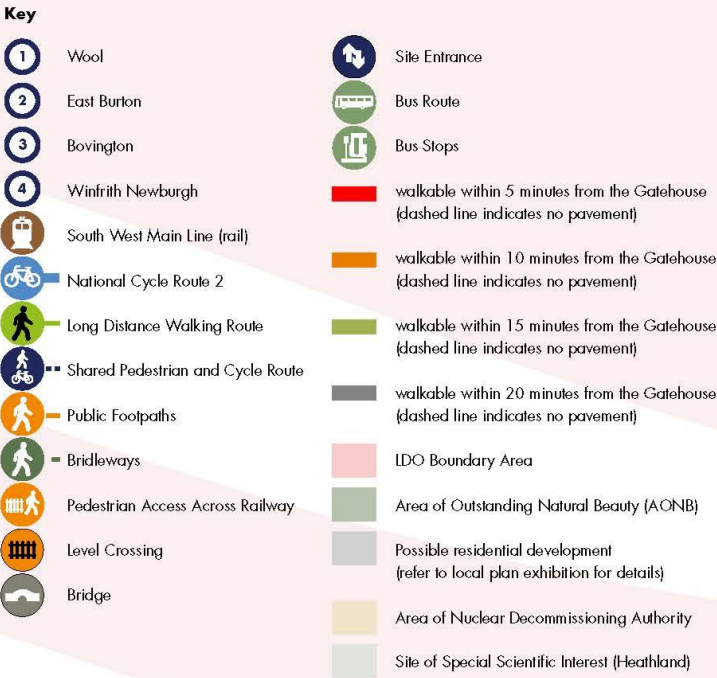 Key
1 Wool
2 East Burton
3 Bovington
4 Winfrith Newburgh
South West Main Line (rail)
National Cycle Route 2
Long Distance Walking Route
Shared Pedestrian and Cycle Route
Public Footpaths
Bridleways
Pedestrian Access Across Railway
Level Crossing
Bridge
Site Entrance
Bus Route
Bus Stops
walkable within 5 minutes from the Gatehouse
(dashed line indicates no pavement)
walkable within 10 minutes from the Gatehouse
(dashed line indicates no pavement)
walkable within 15 minutes from the Gatehouse
(dashed line indicates no pavement)
walkable within 20 minutes from the Gatehouse
(dashed line indicates no pavement)
LDO Boundary Area
Area of Outstanding Natural Beauty (AONB)
Possible residential development
(refer to local plan exhibition for details)
Area of Nuclear Decommissioning Authority
Site of Special Scientific Interest (Heathland)